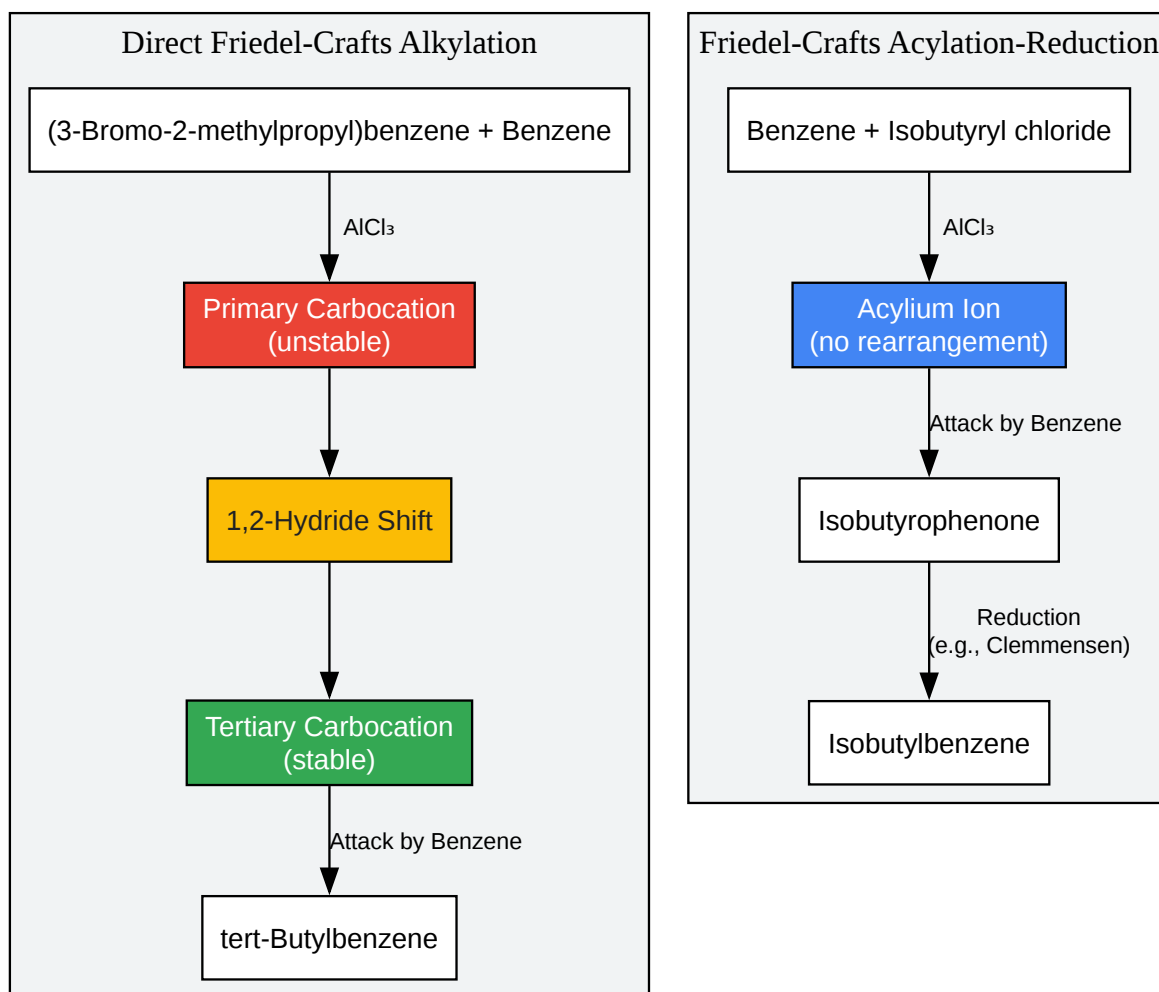 Direct Friedel-Crafts Alkylation
(3-Bromo-2-methylpropyl)benzene + Benzene
AlCl₃
Primary Carbocation
(unstable)
1,2-Hydride Shift
Tertiary Carbocation
(stable)
Attack by Benzene
tert-Butylbenzene
Friedel-Crafts Acylation-Reduction
Benzene + Isobutyryl chloride
AlCl₃
Acylium Ion
(no rearrangement)
Attack by Benzene
Isobutyrophenone
Reduction
(e.g., Clemmensen)
Isobutylbenzene